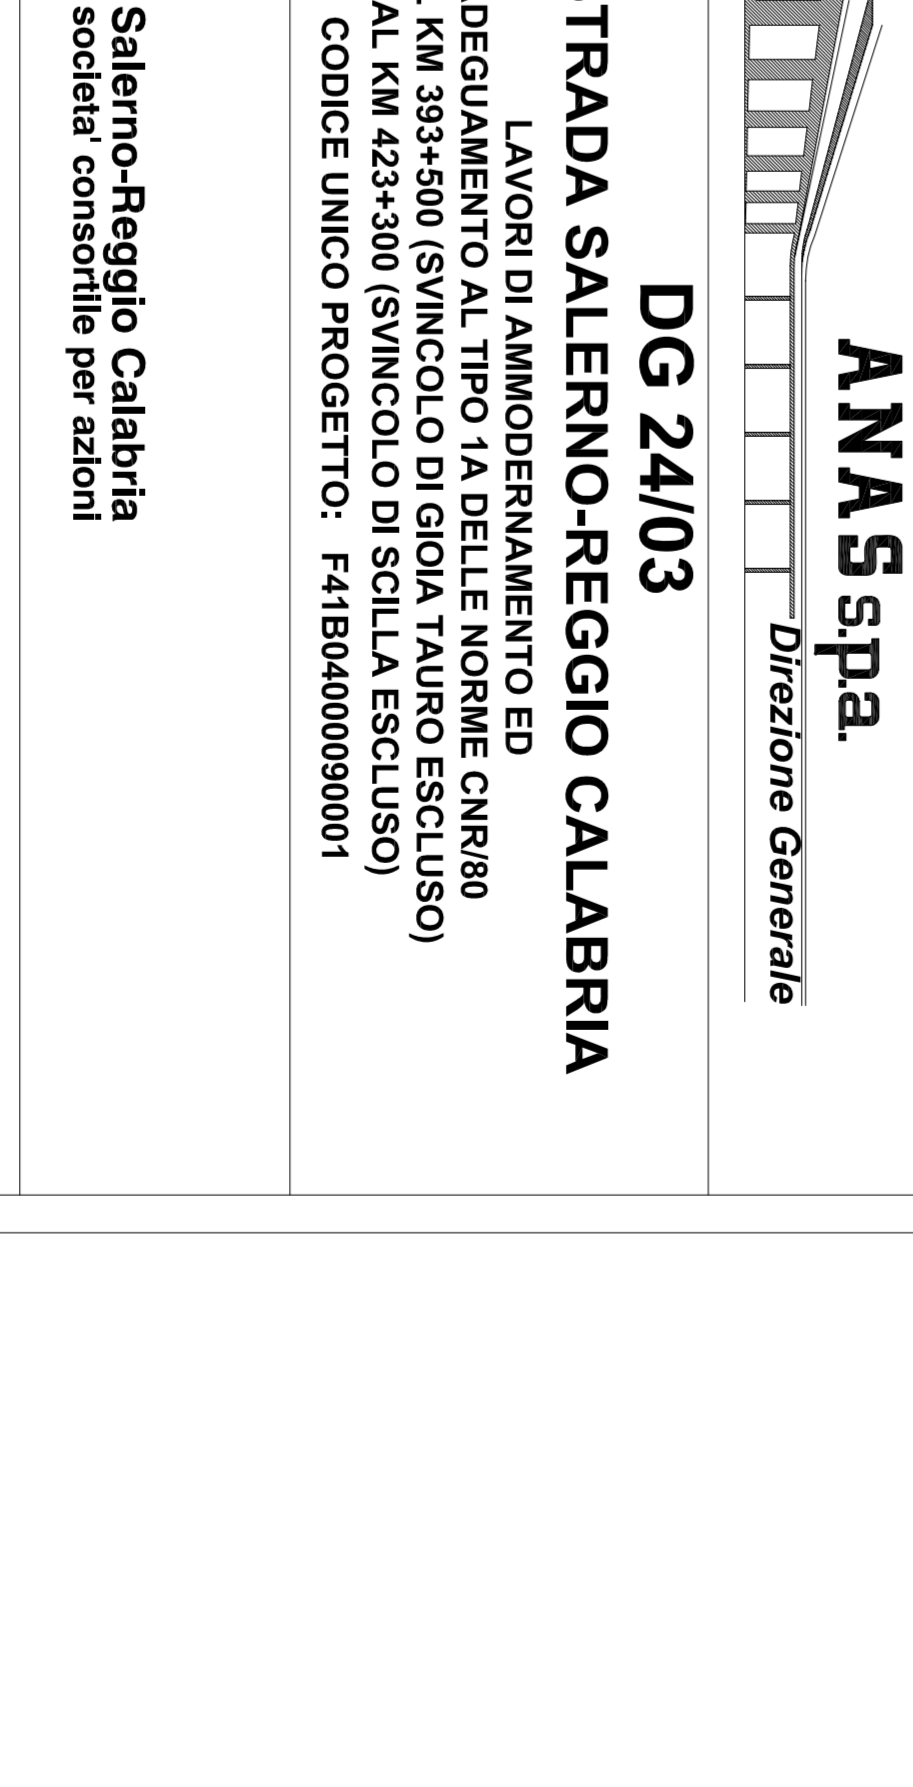 ANAS s.p.a.
Direzione Generale
DG 24/03
STRADA SALERNO-REGGIO CALABRIA
LAVORI DI AMMODERNAMENTO ED
ADEGUAMENTO AL TIPO 1A DELLE NORME CNR/80
KM 393+500 (SVINCOLO DI GIOIA TAURO ESCLUSO)
AL KM 423+300 (SVINCOLO DI SCILLA ESCLUSO)
CODICE UNICO PROGETTO: F41B04000090001
Salerno-Reggio Calabria
societa' consortile per azioni